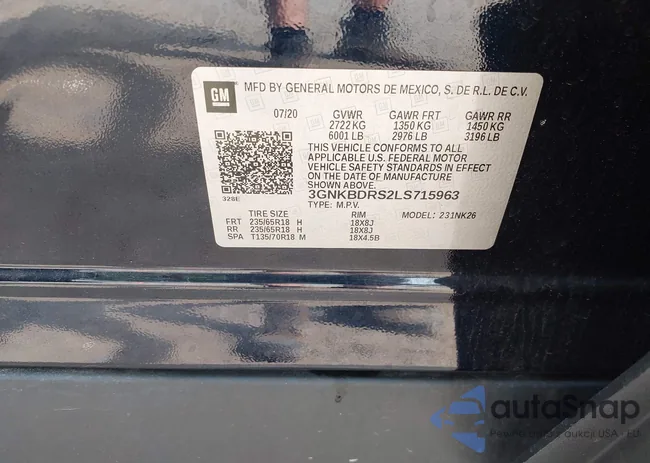 GM
MFD BY GENERAL MOTORS DE MEXICO, S. DE R.L. DE C.V.
07/20 GVWR GAWR FRT GAWR RR
2722 KG 1350 KG 1450 KG
6001 LB 2976 LB 3196 LB
THIS VEHICLE CONFORMS TO ALL
APPLICABLE U.S. FEDERAL MOTOR
VEHICLE SAFETY STANDARDS IN EFFECT
ON THE DATE OF MANUFACTURE
SHOWN ABOVE.
3GNKBDRS2LS715963
328E
TYPE: M.P.V. MODEL: 231NK26
TIRE SIZE RIM
FRT 235/65R18 H 18X8J
RR 235/65R18 H 18X8J
SPA T135/70R18 M 18X4.5B
autoSnap
aukcji USA